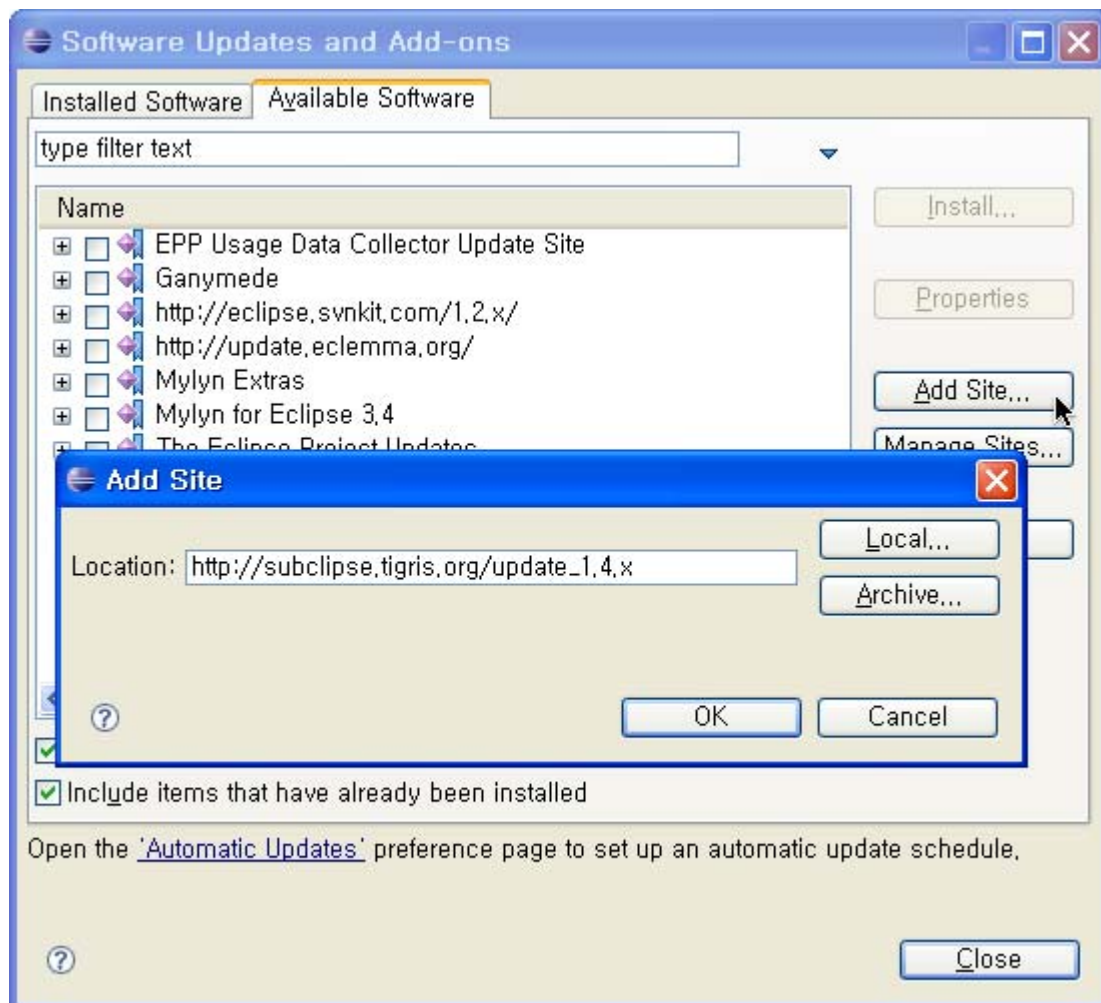 Software Updates and Add-ons
Installed Software
Available Software
type filter text
Name
Install...
EPP Usage Data Collector Update Site
Ganymede
Properties
http://eclipse.svnkit.com/1.2.x/
http://update.eclemma.org/
Mylyn Extras
Add Site...
Mylyn for Eclipse 3.4
The Eclipse Project Updates
Manage Sites...
Add Site
Location: http://subclipse.tigris.org/update_1.4.x
Local...
Archive...
OK
Cancel
Include items that have already been installed
Open the 'Automatic Updates' preference page to set up an automatic update schedule.
Close